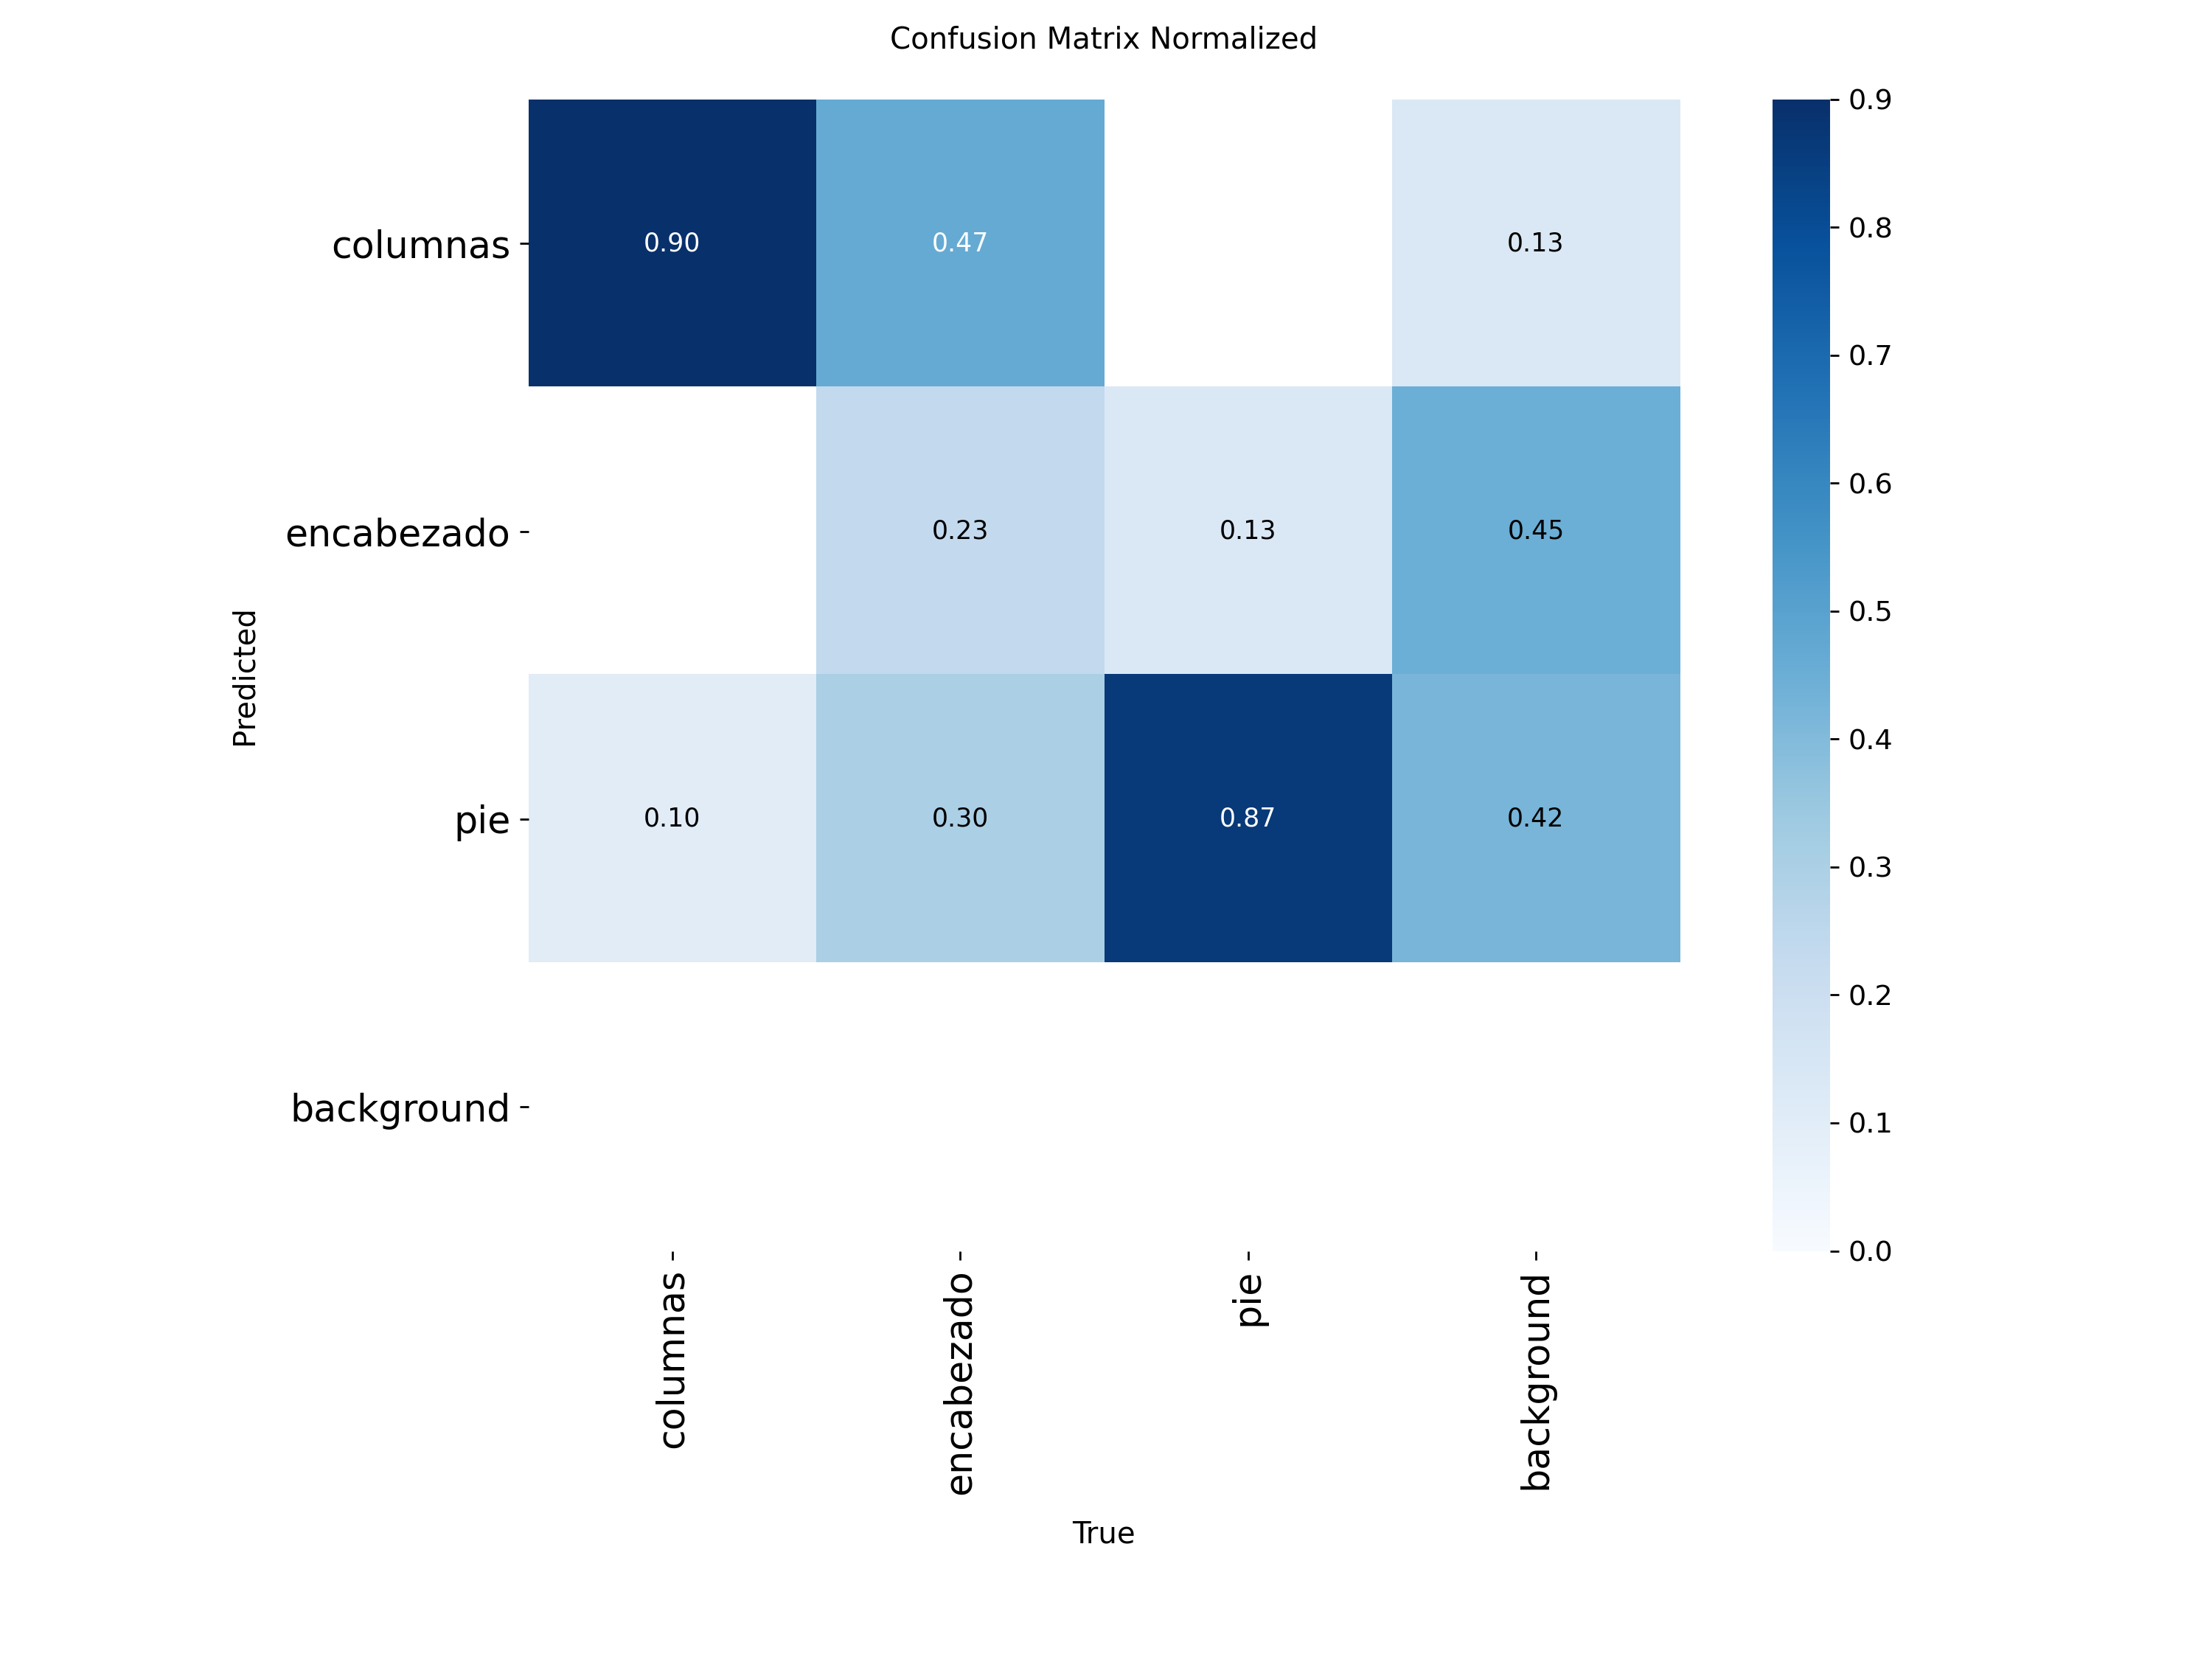 Confusion Matrix Normalized
columnas
0.90
0.47
0.13
encabezado
0.23
0.13
0.45
pie
0.10
0.30
0.87
0.42
background
Predicted
columnas
encabezado
pie
background
True
0.9
0.8
0.7
0.6
0.5
0.4
0.3
0.2
0.1
0.0